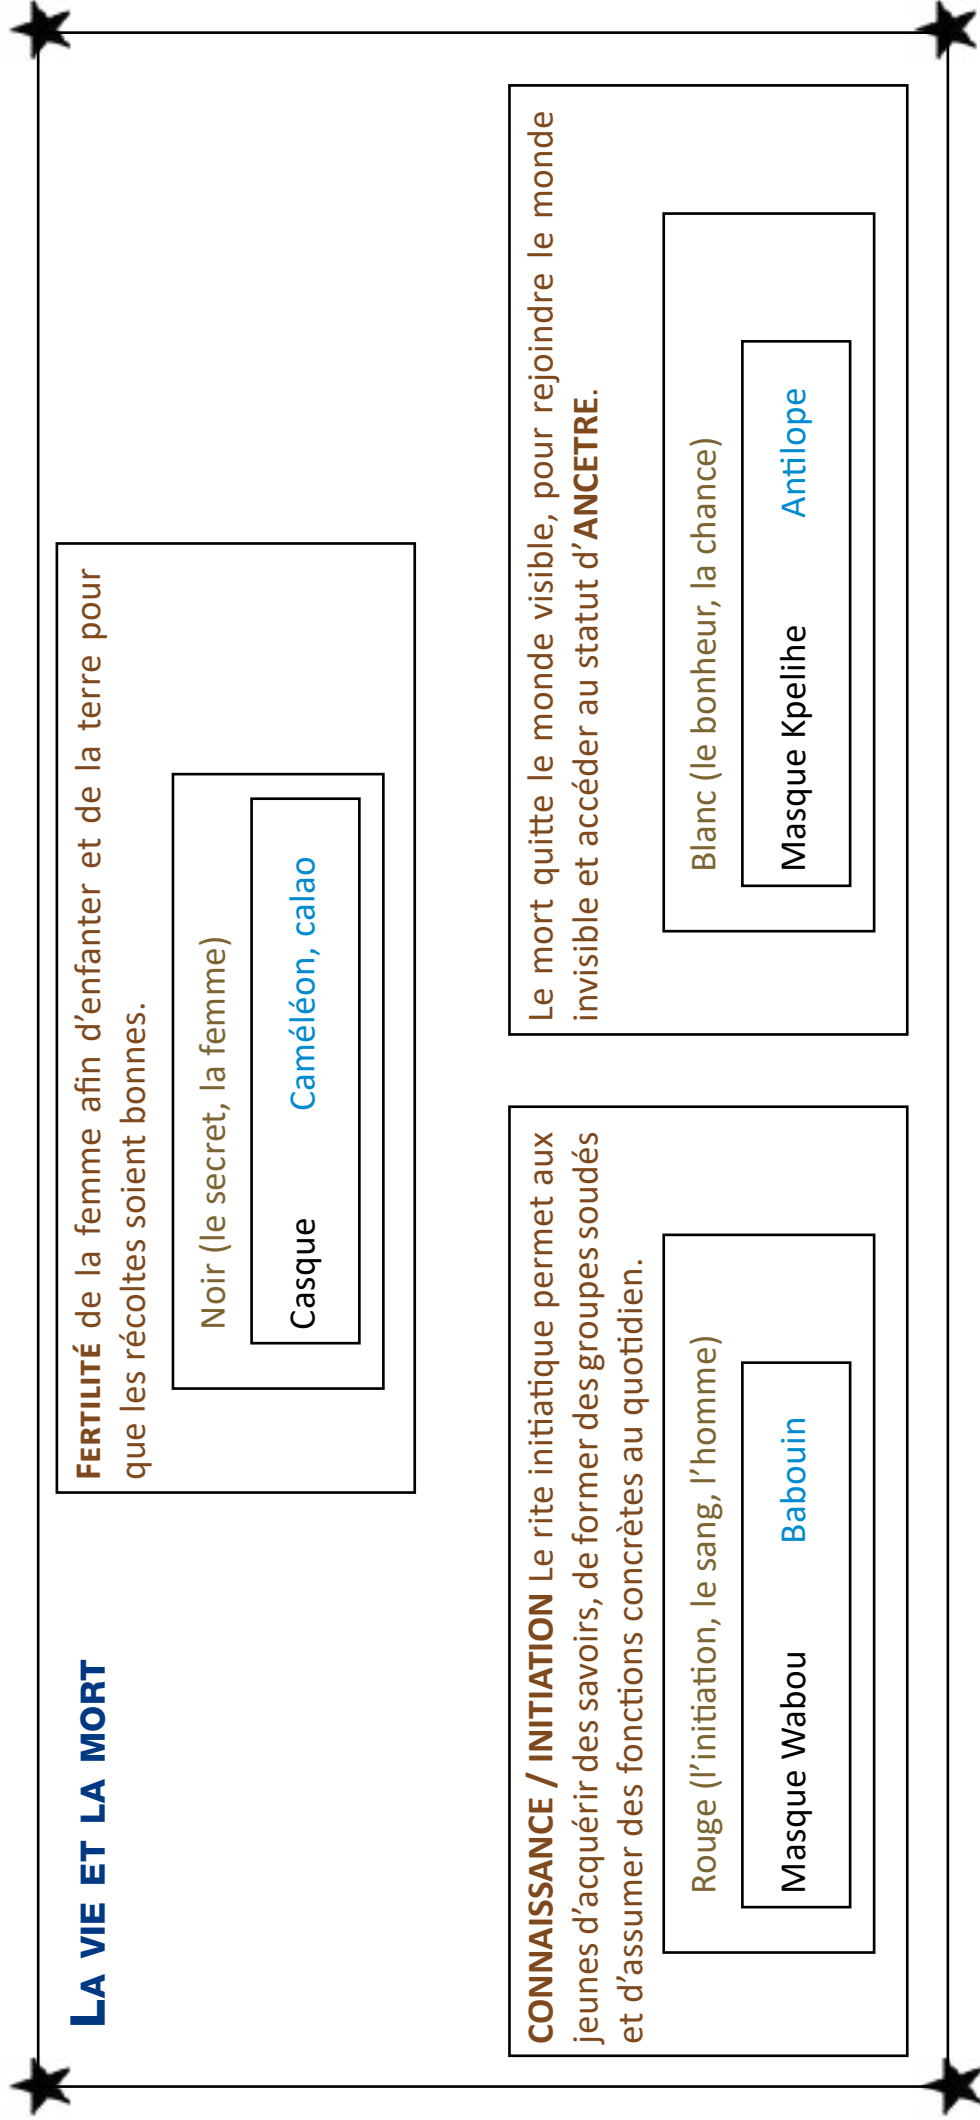 LA VIE ET LA MORT
FERTILITÉ de la femme afin d'enfanter et de la terre pour
que les récoltes soient bonnes.
Noir (le secret, la femme)
Casque Caméléon, calao
CONNAISSANCE / INITIATION Le rite initiatique permet aux
jeunes d'acquérir des savoirs, de former des groupes soudés
et d'assumer des fonctions concrètes au quotidien.
Rouge (l'initiation, le sang, l'homme)
Masque Wabou Babouin
Le mort quitte le monde visible, pour rejoindre le monde
invisible et accéder au statut d'ANCETRE.
Blanc (le bonheur, la chance)
Masque Kpelihe Antilope